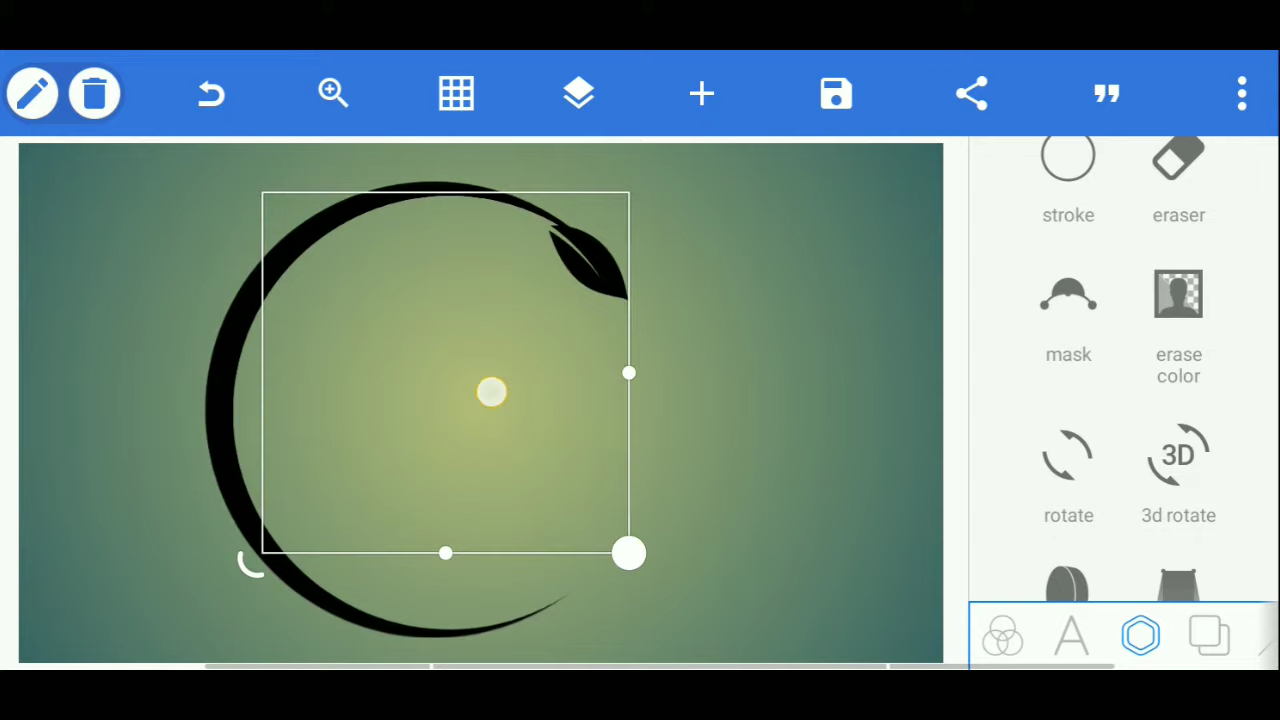 stroke
eraser
mask
erase
color
3D
rotate
3d rotate
A